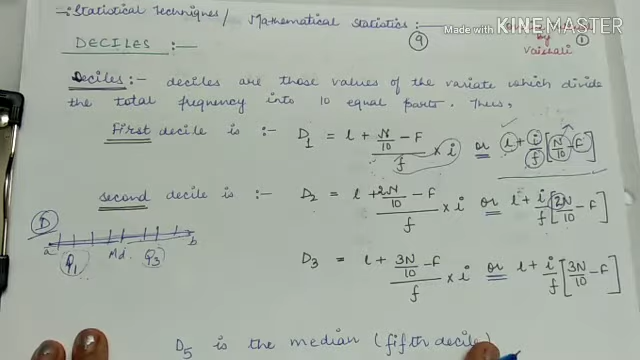 Statistical Techniques / Mathematical Statistics :—
Made with KINEMASTER
by
Vaishali
9
1
DECILES :—
Deciles :- deciles are those values of the variate which divide
the total frequency into 10 equal parts. Thus,
First decile is :- D₁ = l + (N/10 - F)/f × i or l + i/f [N/10 - F]
second decile is :- D₂ = l + (2N/10 - F)/f × i or l + i/f [2N/10 - F]
D
a Md. b
Q₁ Q₃
D₃ = l + (3N/10 - F)/f × i or l + i/f [3N/10 - F]
D₅ is the median (fifth decile)